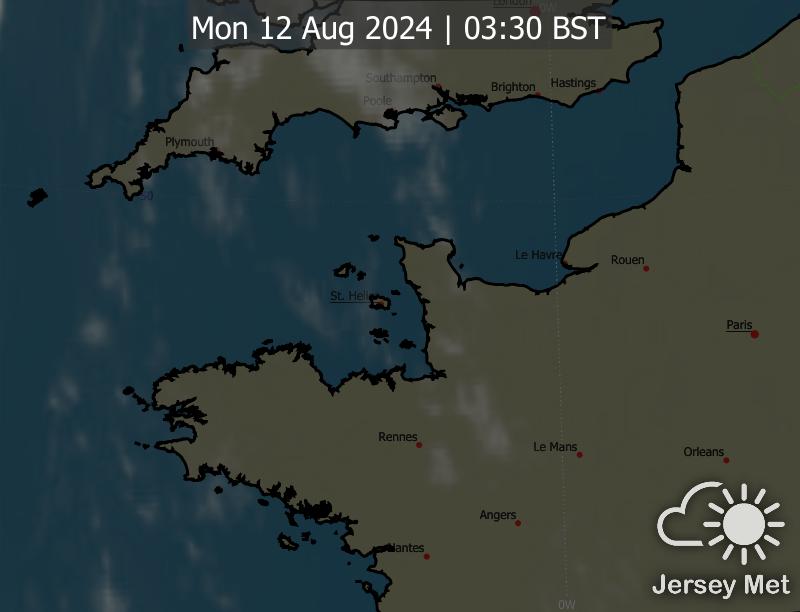 London
0W
Mon 12 Aug 2024 | 03:30 BST
Southampton
Brighton
Hastings
Poole
Plymouth
50
Le Havre
Rouen
St. Helier
Paris
Rennes
Le Mans
Orleans
Angers
Nantes
Jersey Met
0W